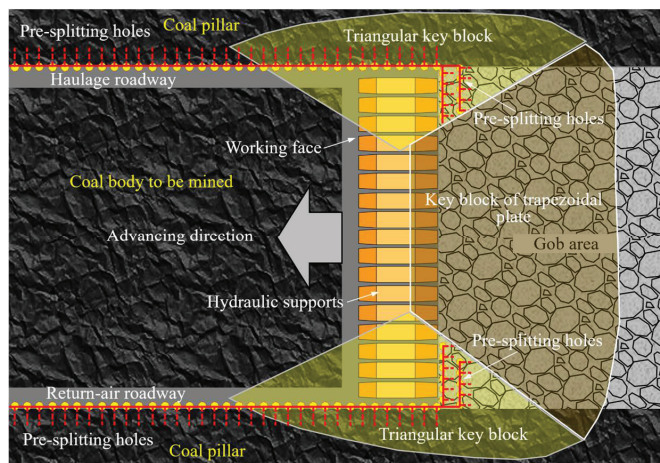 Coal pillar
Pre-splitting holes
Triangular key block
Haulage roadway
Pre-splitting holes
Working face
Coal body to be mined
Key block of trapezoidal
plate
Advancing direction
Gob area
Hydraulic supports
Pre-splitting holes
Return-air roadway
Pre-splitting holes
Triangular key block
Coal pillar